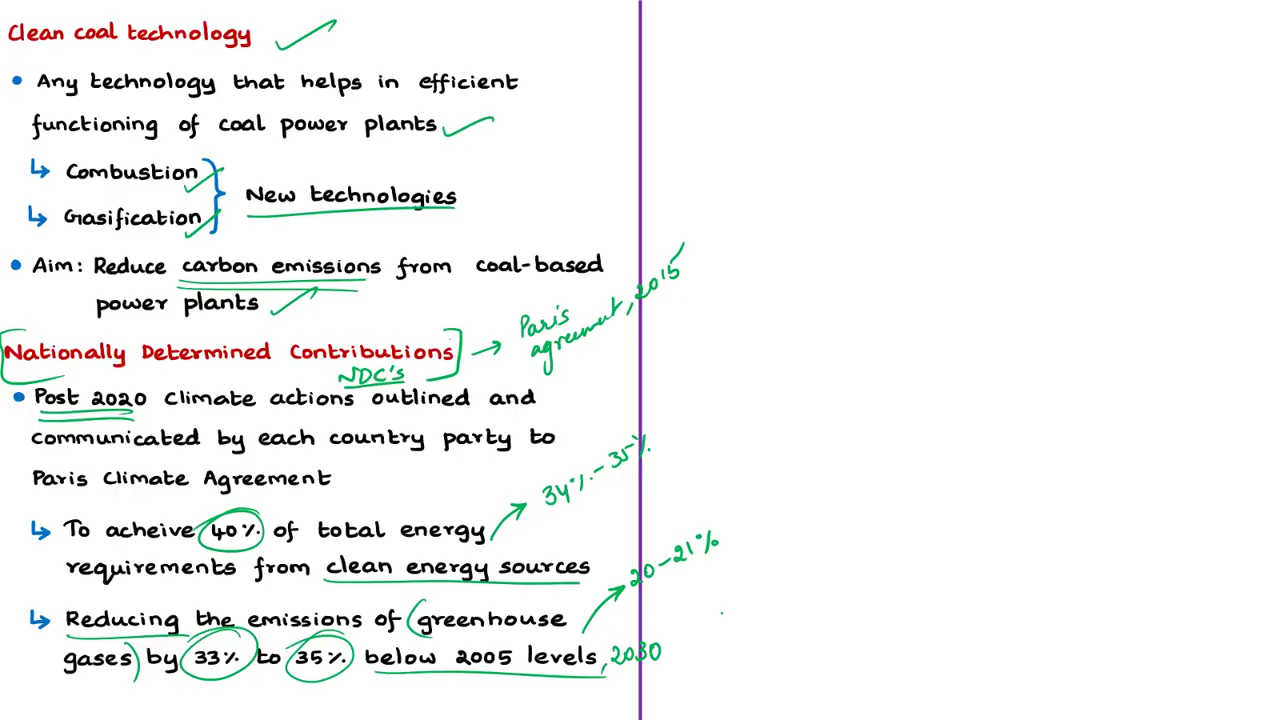 Clean coal technology
• Any technology that helps in efficient
functioning of coal power plants
↳ Combustion
New technologies
↳ Gasification
• Aim: Reduce carbon emissions from coal-based
power plants
Paris
agreement, 2015
Nationally Determined Contributions
NDC's
• Post 2020 climate actions outlined and
communicated by each country party to
Paris Climate Agreement
34%-35%
↳ To acheive 40% of total energy
requirements from clean energy sources
20-21%
↳ Reducing the emissions of (greenhouse
gases) by 33% to 35% below 2005 levels, 2030